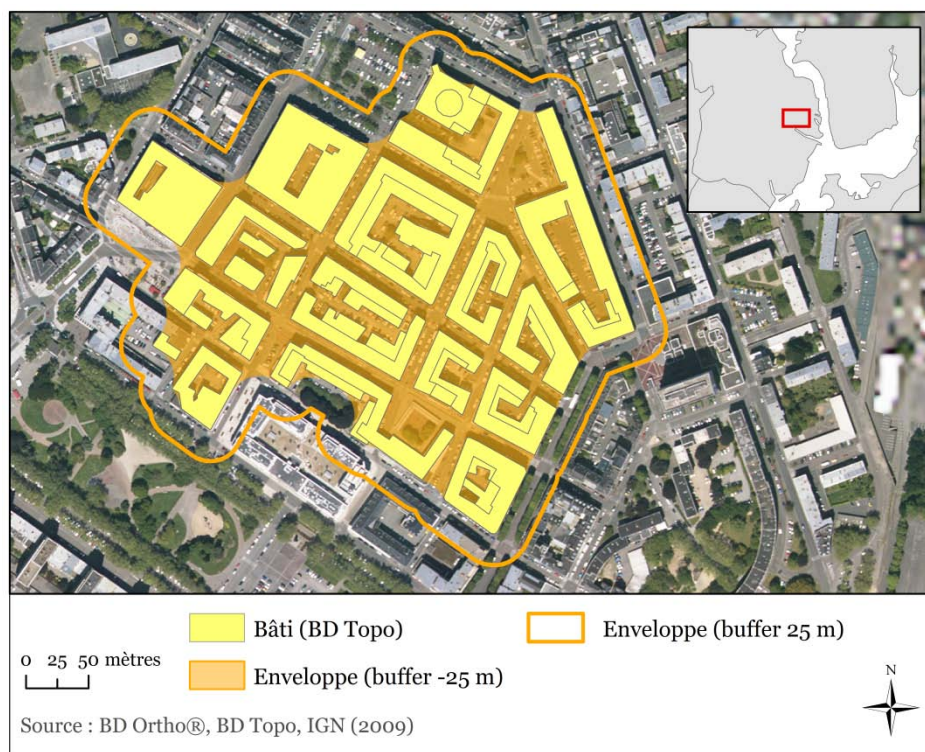 Bâti (BD Topo)
Enveloppe (buffer 25 m)
0 25 50 mètres
Enveloppe (buffer -25 m)
N
Source : BD Ortho®, BD Topo, IGN (2009)